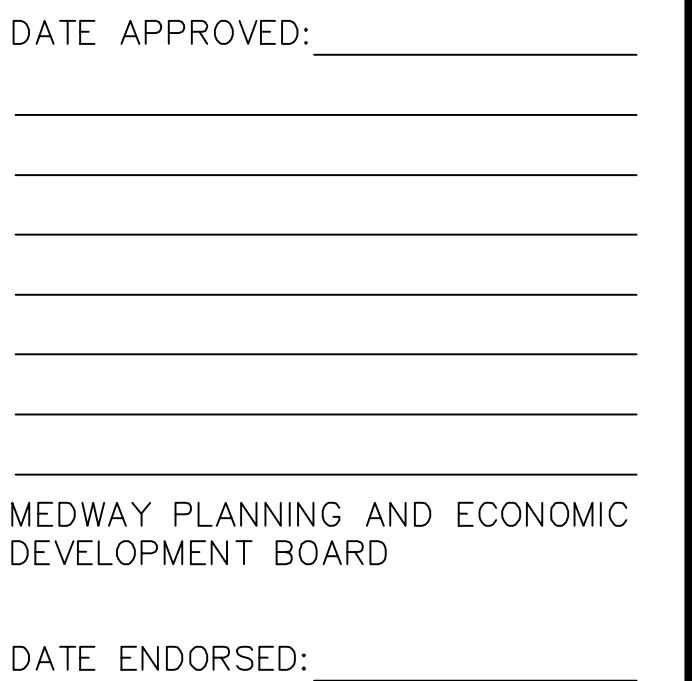 DATE APPROVED:
MEDWAY PLANNING AND ECONOMIC
DEVELOPMENT BOARD
DATE ENDORSED: